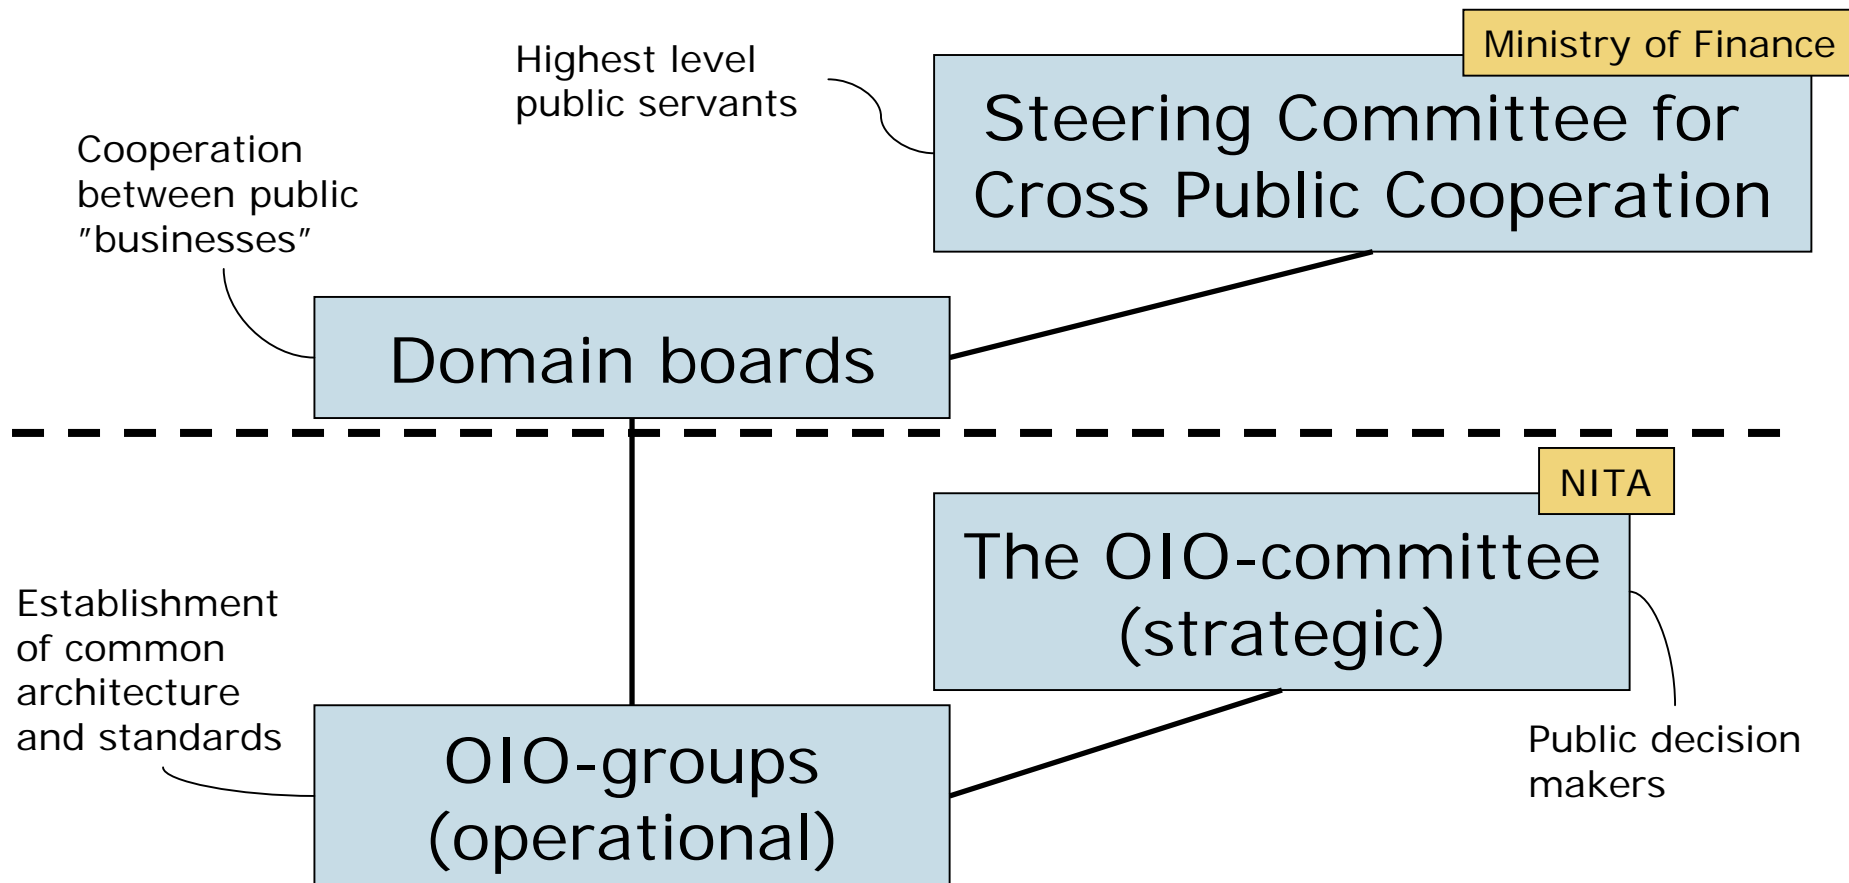 Ministry of Finance
Highest level
public servants
Steering Committee for
Cross Public Cooperation
Cooperation
between public
”businesses”
Domain boards
NITA
The OIO-committee
(strategic)
Establishment
of common
architecture
and standards
Public decision
makers
OIO-groups
(operational)